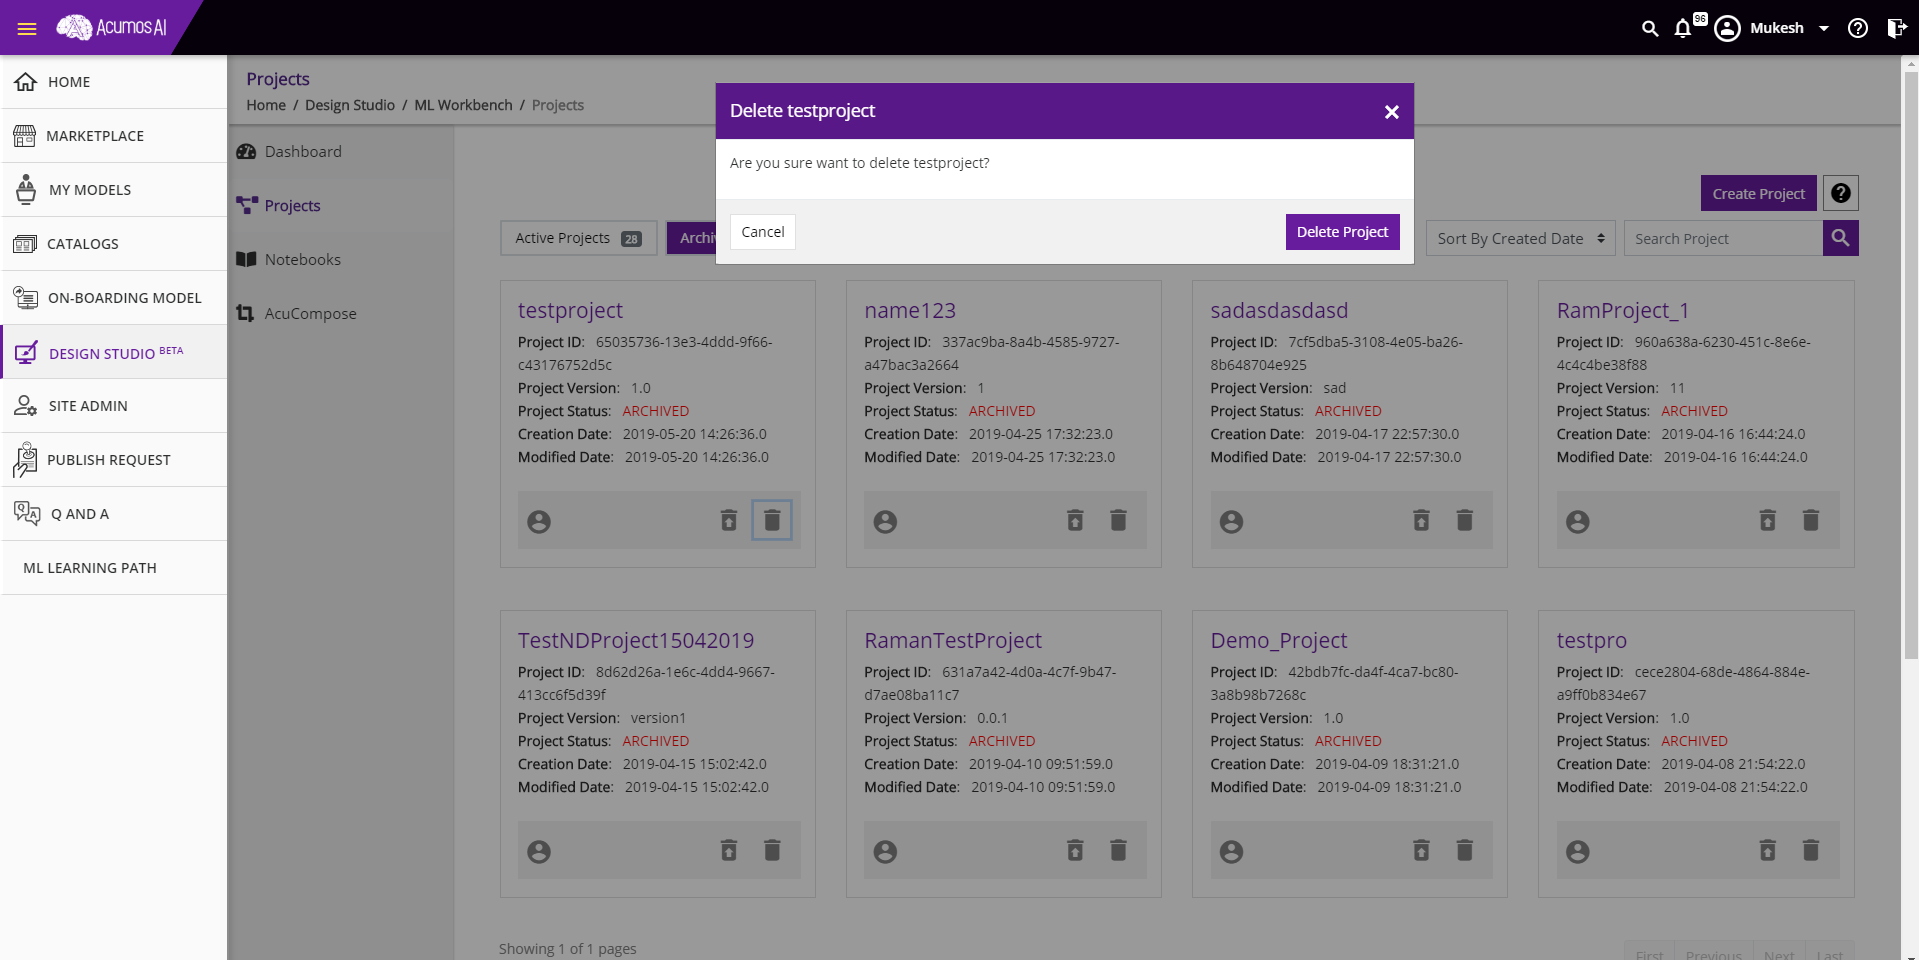 Acumos AI
96
Mukesh
HOME
MARKETPLACE
MY MODELS
CATALOGS
ON-BOARDING MODEL
DESIGN STUDIO BETA
SITE ADMIN
PUBLISH REQUEST
Q AND A
ML LEARNING PATH
Projects
Home / Design Studio / ML Workbench / Projects
Dashboard
Projects
Notebooks
AcuCompose
Delete testproject
Are you sure want to delete testproject?
Cancel
Delete Project
Create Project
Active Projects 28
Archiv
Sort By Created Date
Search Project
testproject
Project ID: 65035736-13e3-4ddd-9f66-
c43176752d5c
Project Version: 1.0
Project Status: ARCHIVED
Creation Date: 2019-05-20 14:26:36.0
Modified Date: 2019-05-20 14:26:36.0
name123
Project ID: 337ac9ba-8a4b-4585-9727-
a47bac3a2664
Project Version: 1
Project Status: ARCHIVED
Creation Date: 2019-04-25 17:32:23.0
Modified Date: 2019-04-25 17:32:23.0
sadasdasdasd
Project ID: 7cf5dba5-3108-4e05-ba26-
8b648704e925
Project Version: sad
Project Status: ARCHIVED
Creation Date: 2019-04-17 22:57:30.0
Modified Date: 2019-04-17 22:57:30.0
RamProject_1
Project ID: 960a638a-6230-451c-8e6e-
4c4c4be38f88
Project Version: 11
Project Status: ARCHIVED
Creation Date: 2019-04-16 16:44:24.0
Modified Date: 2019-04-16 16:44:24.0
TestNDProject15042019
Project ID: 8d62d26a-1e6c-4dd4-9667-
413cc6f5d39f
Project Version: version1
Project Status: ARCHIVED
Creation Date: 2019-04-15 15:02:42.0
Modified Date: 2019-04-15 15:02:42.0
RamanTestProject
Project ID: 631a7a42-4d0a-4c7f-9b47-
d7ae08ba11c7
Project Version: 0.0.1
Project Status: ARCHIVED
Creation Date: 2019-04-10 09:51:59.0
Modified Date: 2019-04-10 09:51:59.0
Demo_Project
Project ID: 42bdb7fc-da4f-4ca7-bc80-
3a8b98b7268c
Project Version: 1.0
Project Status: ARCHIVED
Creation Date: 2019-04-09 18:31:21.0
Modified Date: 2019-04-09 18:31:21.0
testpro
Project ID: cece2804-68de-4864-884e-
a9ff0b834e67
Project Version: 1.0
Project Status: ARCHIVED
Creation Date: 2019-04-08 21:54:22.0
Modified Date: 2019-04-08 21:54:22.0
Showing 1 of 1 pages
First Previous Next Last